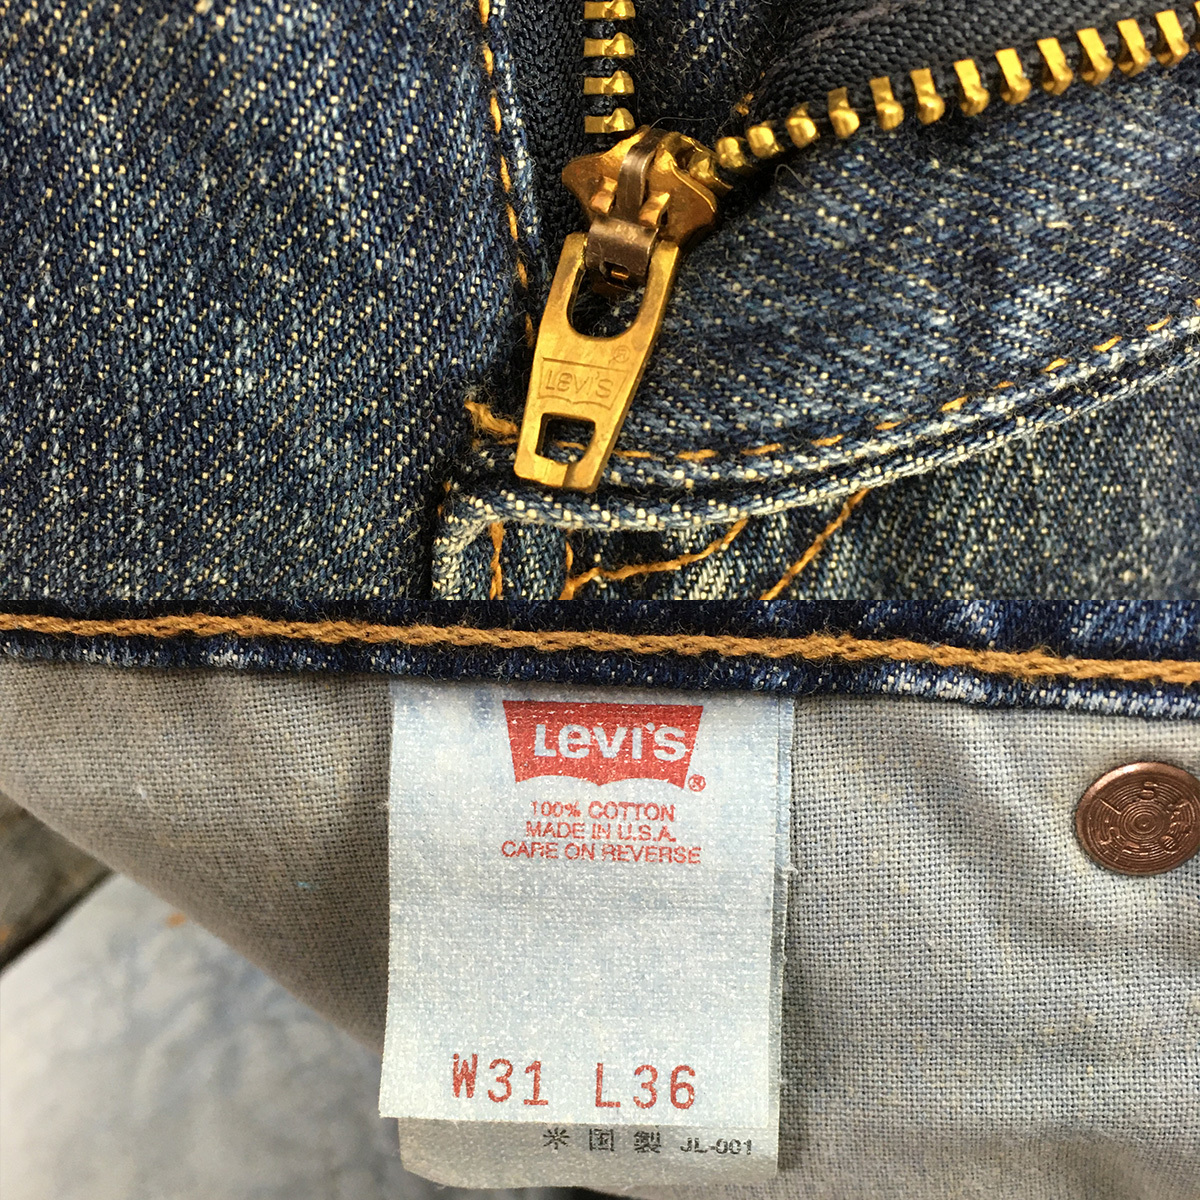 LEVI'S ®
LEVI'S ®
100% COTTON
MADE IN U.S.A.
CARE ON REVERSE
W31 L36
米国製 JL-001